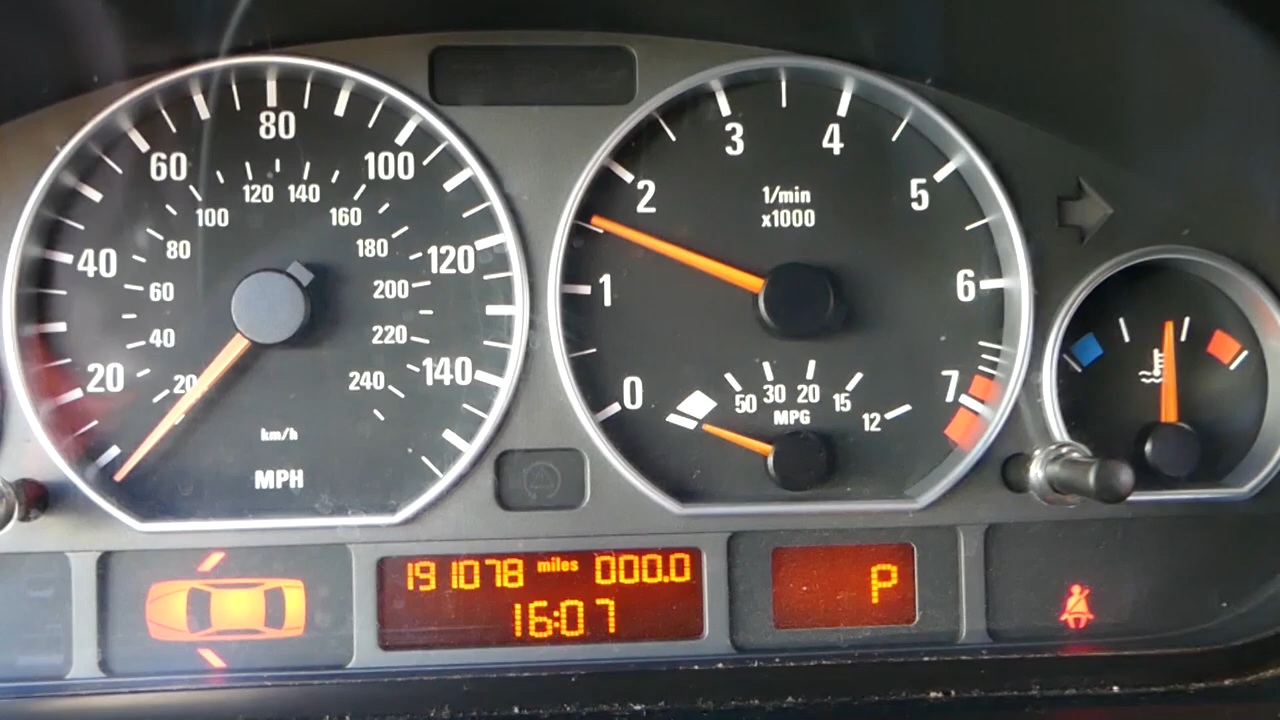 20 40 60 80 100 120 140
20 40 60 80 100 120 140 160 180 200 220 240
km/h
MPH
0 1 2 3 4 5 6 7
1/min
x1000
50 30 20 15 12
MPG
191078 miles 000.0
16:07
P